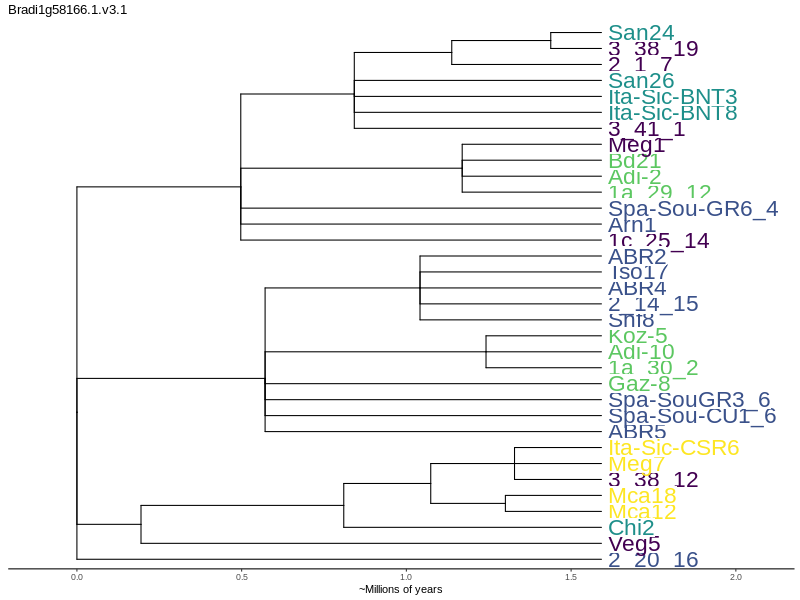 Bradi1g58166.1.v3.1
San24
3_38_19
2_1_7
San26
Ita-Sic-BNT3
Ita-Sic-BNT8
3_41_1
Meg1
Bd21
Adi-2
1a_29_12
Spa-Sou-GR6_4
Arn1
1c_25_14
ABR2
Tso17
ABR4
2_14_15
Snf8
Koz-5
Adi-10
1a_30_2
Gaz-8
Spa-SouGR3_6
Spa-Sou-CU1_6
ABR5
Ita-Sic-CSR6
Meg7
3_38_12
Mca18
Mca12
Chi2
Veg5
2_20_16
0.0 0.5 1.0 1.5 2.0
~Millions of years